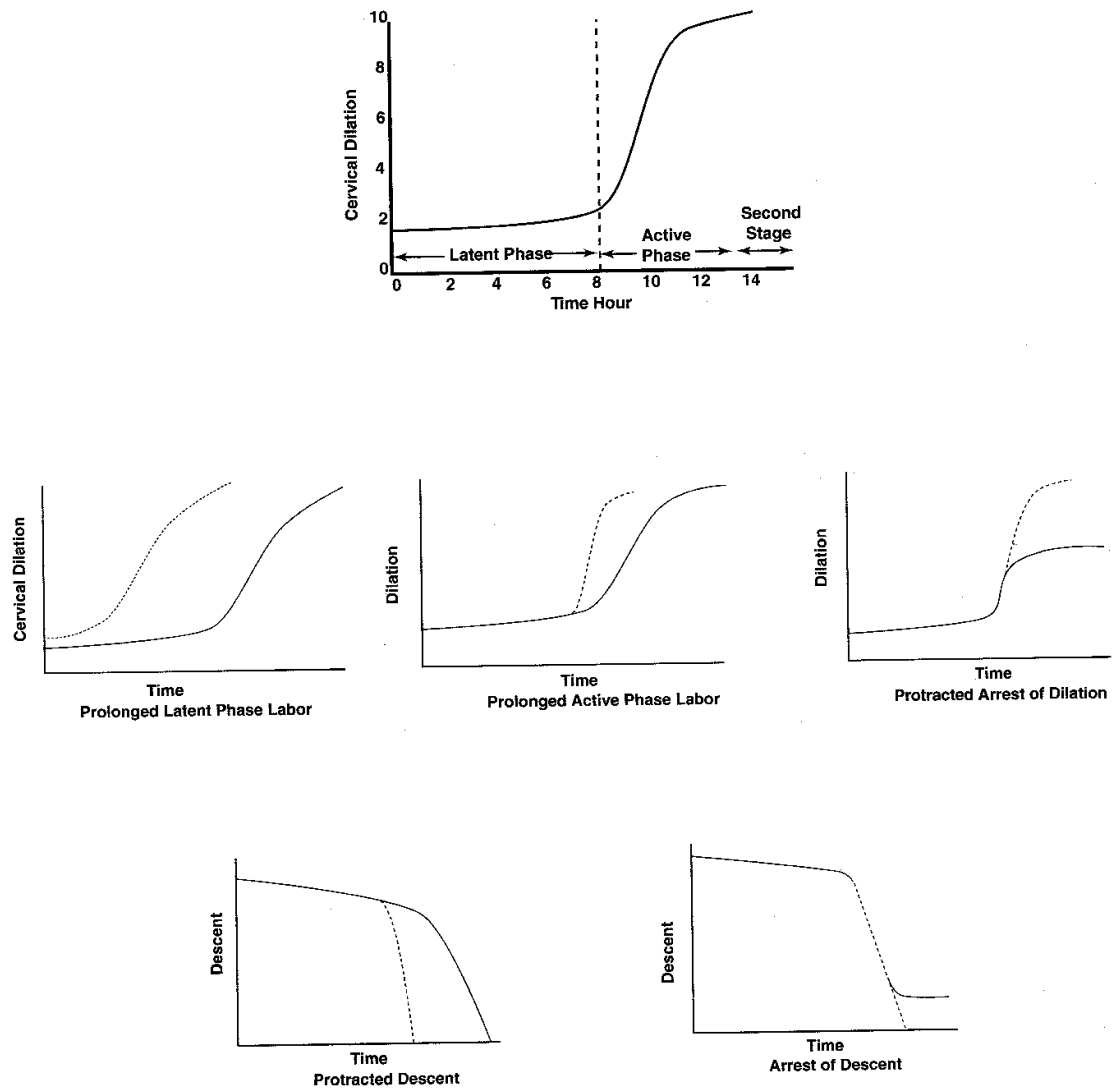 10
8
6
4
2
0
Cervical Dilation
Latent Phase
Active
Phase
Second
Stage
0 2 4 6 8 10 12 14
Time Hour
Cervical Dilation
Time
Prolonged Latent Phase Labor
Dilation
Time
Prolonged Active Phase Labor
Dilation
Time
Protracted Arrest of Dilation
Descent
Time
Protracted Descent
Descent
Time
Arrest of Descent